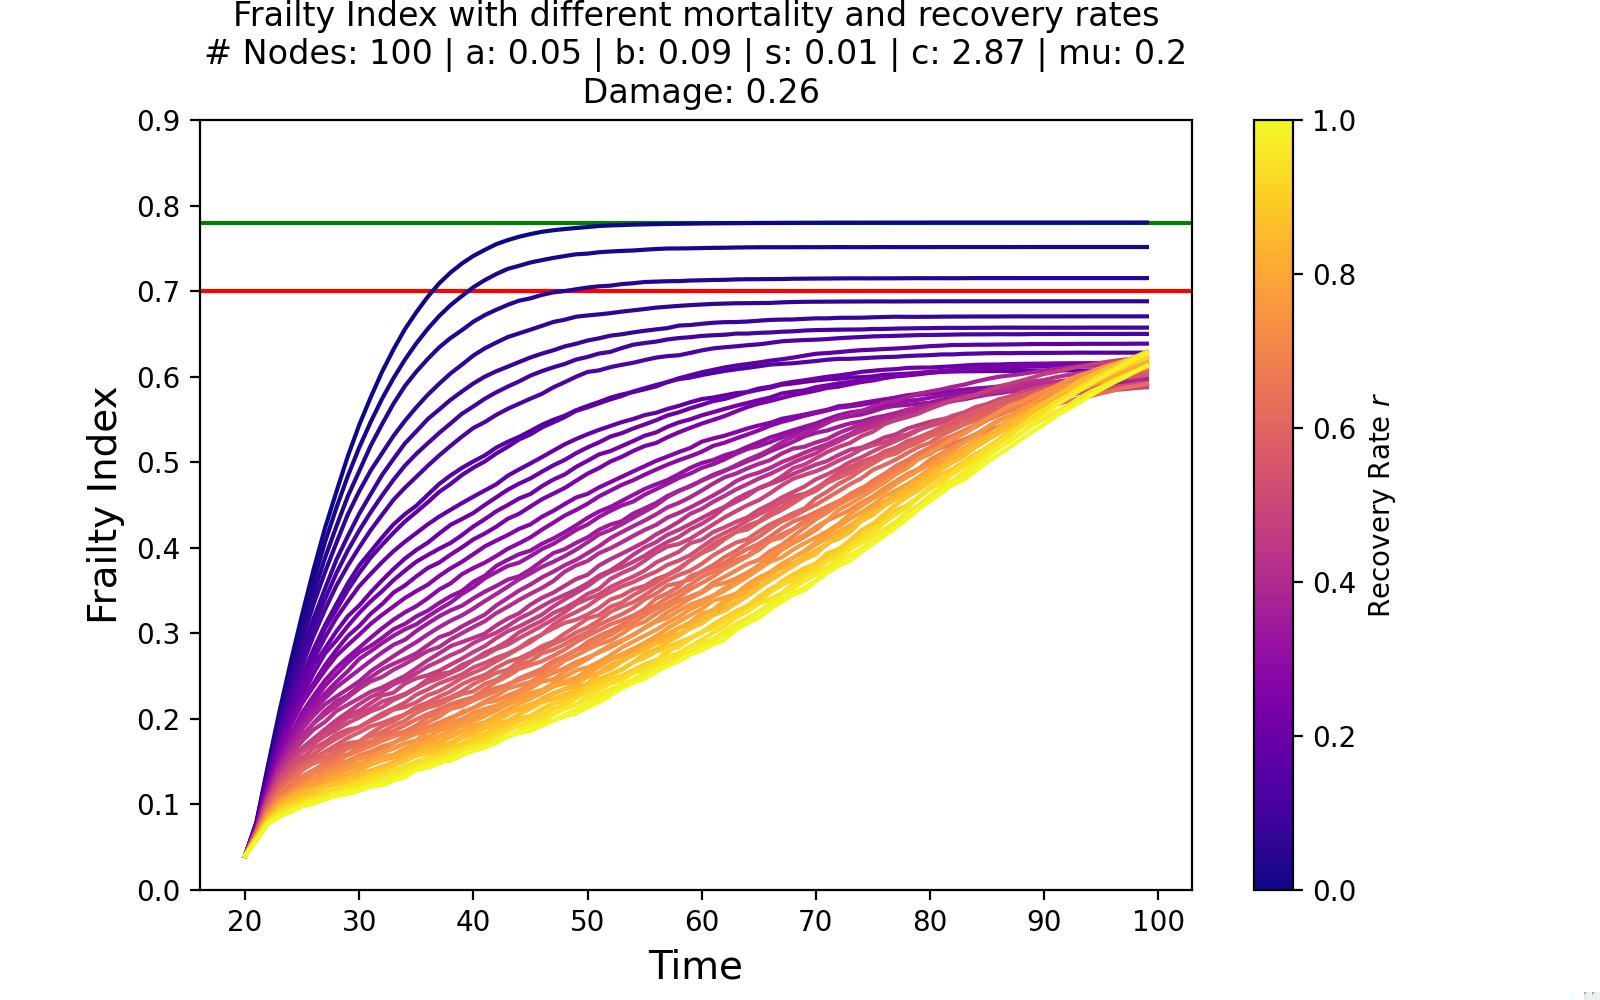 Frailty Index with different mortality and recovery rates
# Nodes: 100 | a: 0.05 | b: 0.09 | s: 0.01 | c: 2.87 | mu: 0.2
Damage: 0.26
0.9
0.8
0.7
0.6
0.5
0.4
0.3
0.2
0.1
0.0
Frailty Index
20 30 40 50 60 70 80 90 100
Time
1.0
0.8
0.6
0.4
0.2
0.0
Recovery Rate r